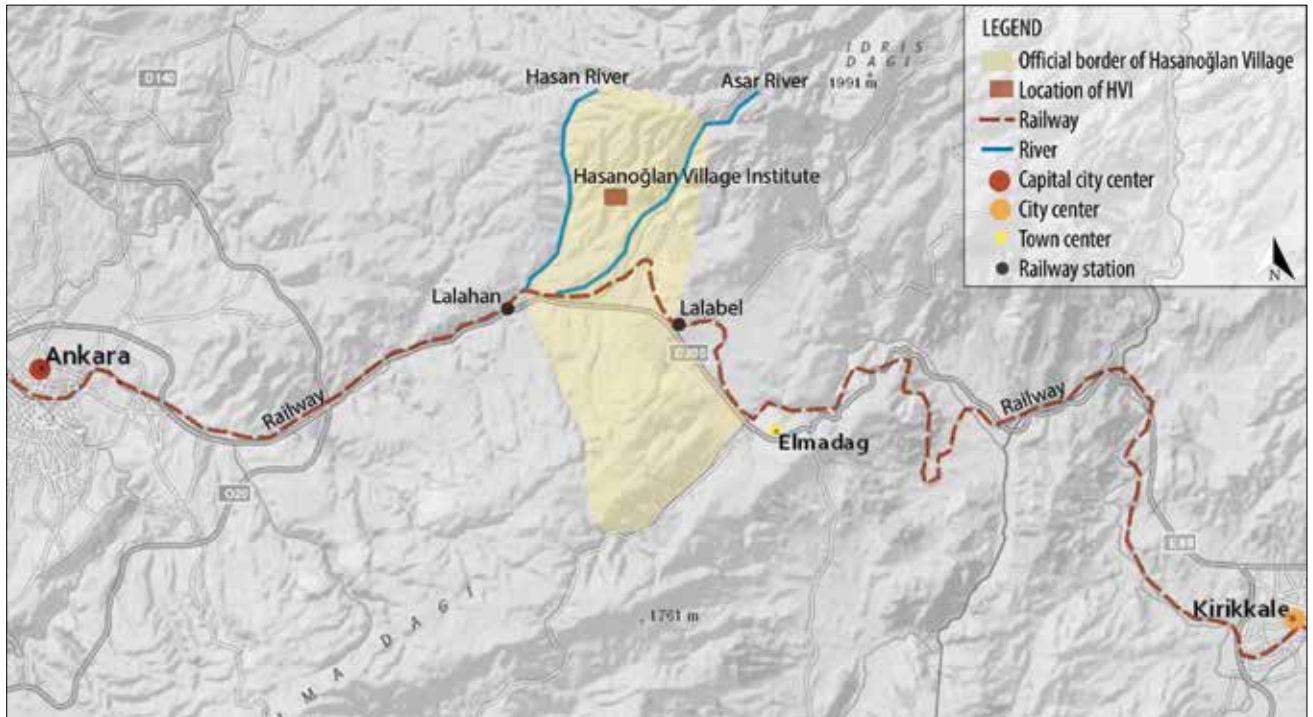 LEGEND
Official border of Hasanoğlan Village
Location of HVI
Railway
River
Capital city center
City center
Town center
Railway station
N
IDRIS
DAGI
1991 m
D140
Hasan River
Asar River
Hasanoğlan Village Institute
Lalahan
Lalabel
Ankara
Railway
Railway
Elmadag
O20
Kirikkale
1761 m
M A D A G I